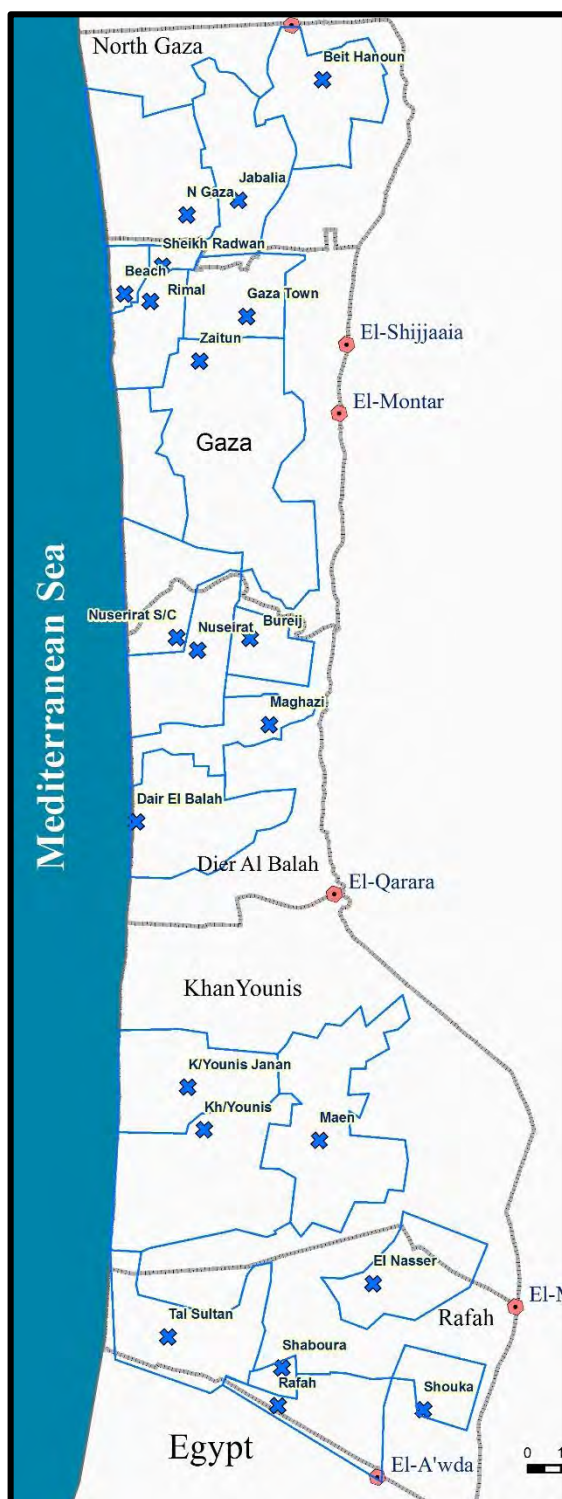 North Gaza
Beit Hanoun
Jabalia
N Gaza
Sheikh Radwan
Beach
Rimal
Gaza Town
Zaitun
El-Shijjaaia
El-Montar
Gaza
Mediterranean Sea
Nuserirat S/C
Nuseirat
Bureij
Maghazi
Dair El Balah
Dier Al Balah
El-Qarara
KhanYounis
K/Younis Janan
Kh/Younis
Maen
El Nasser
El-M
Rafah
Tal Sultan
Shaboura
Rafah
Shouka
Egypt
El-A'wda
0 1